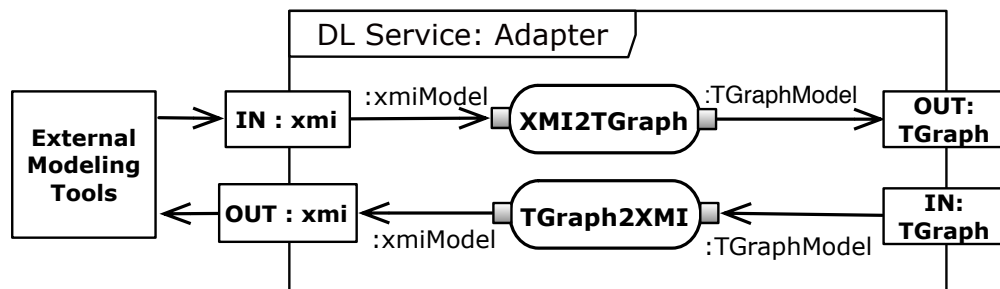 DL Service: Adapter
:xmiModel
:TGraphModel
External
Modeling
Tools
IN : xmi
XMI2TGraph
OUT:
TGraph
OUT : xmi
TGraph2XMI
IN:
TGraph
:xmiModel
:TGraphModel